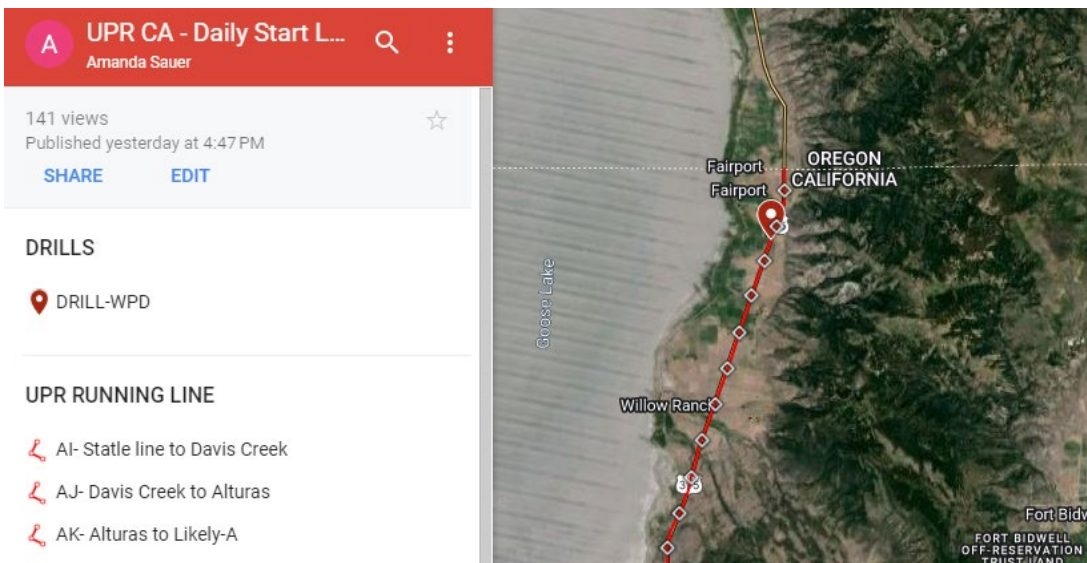 A
UPR CA - Daily Start L...
Amanda Sauer
141 views
Published yesterday at 4:47 PM
SHARE
EDIT
DRILLS
DRILL-WPD
UPR RUNNING LINE
AI- Statle line to Davis Creek
AJ- Davis Creek to Alturas
AK- Alturas to Likely-A
Fairport
OREGON
CALIFORNIA
Fairport
Goose Lake
Willow Ranch
Fort Bidw
FORT BIDWELL
OFF-RESERVATION
TRUST LAND